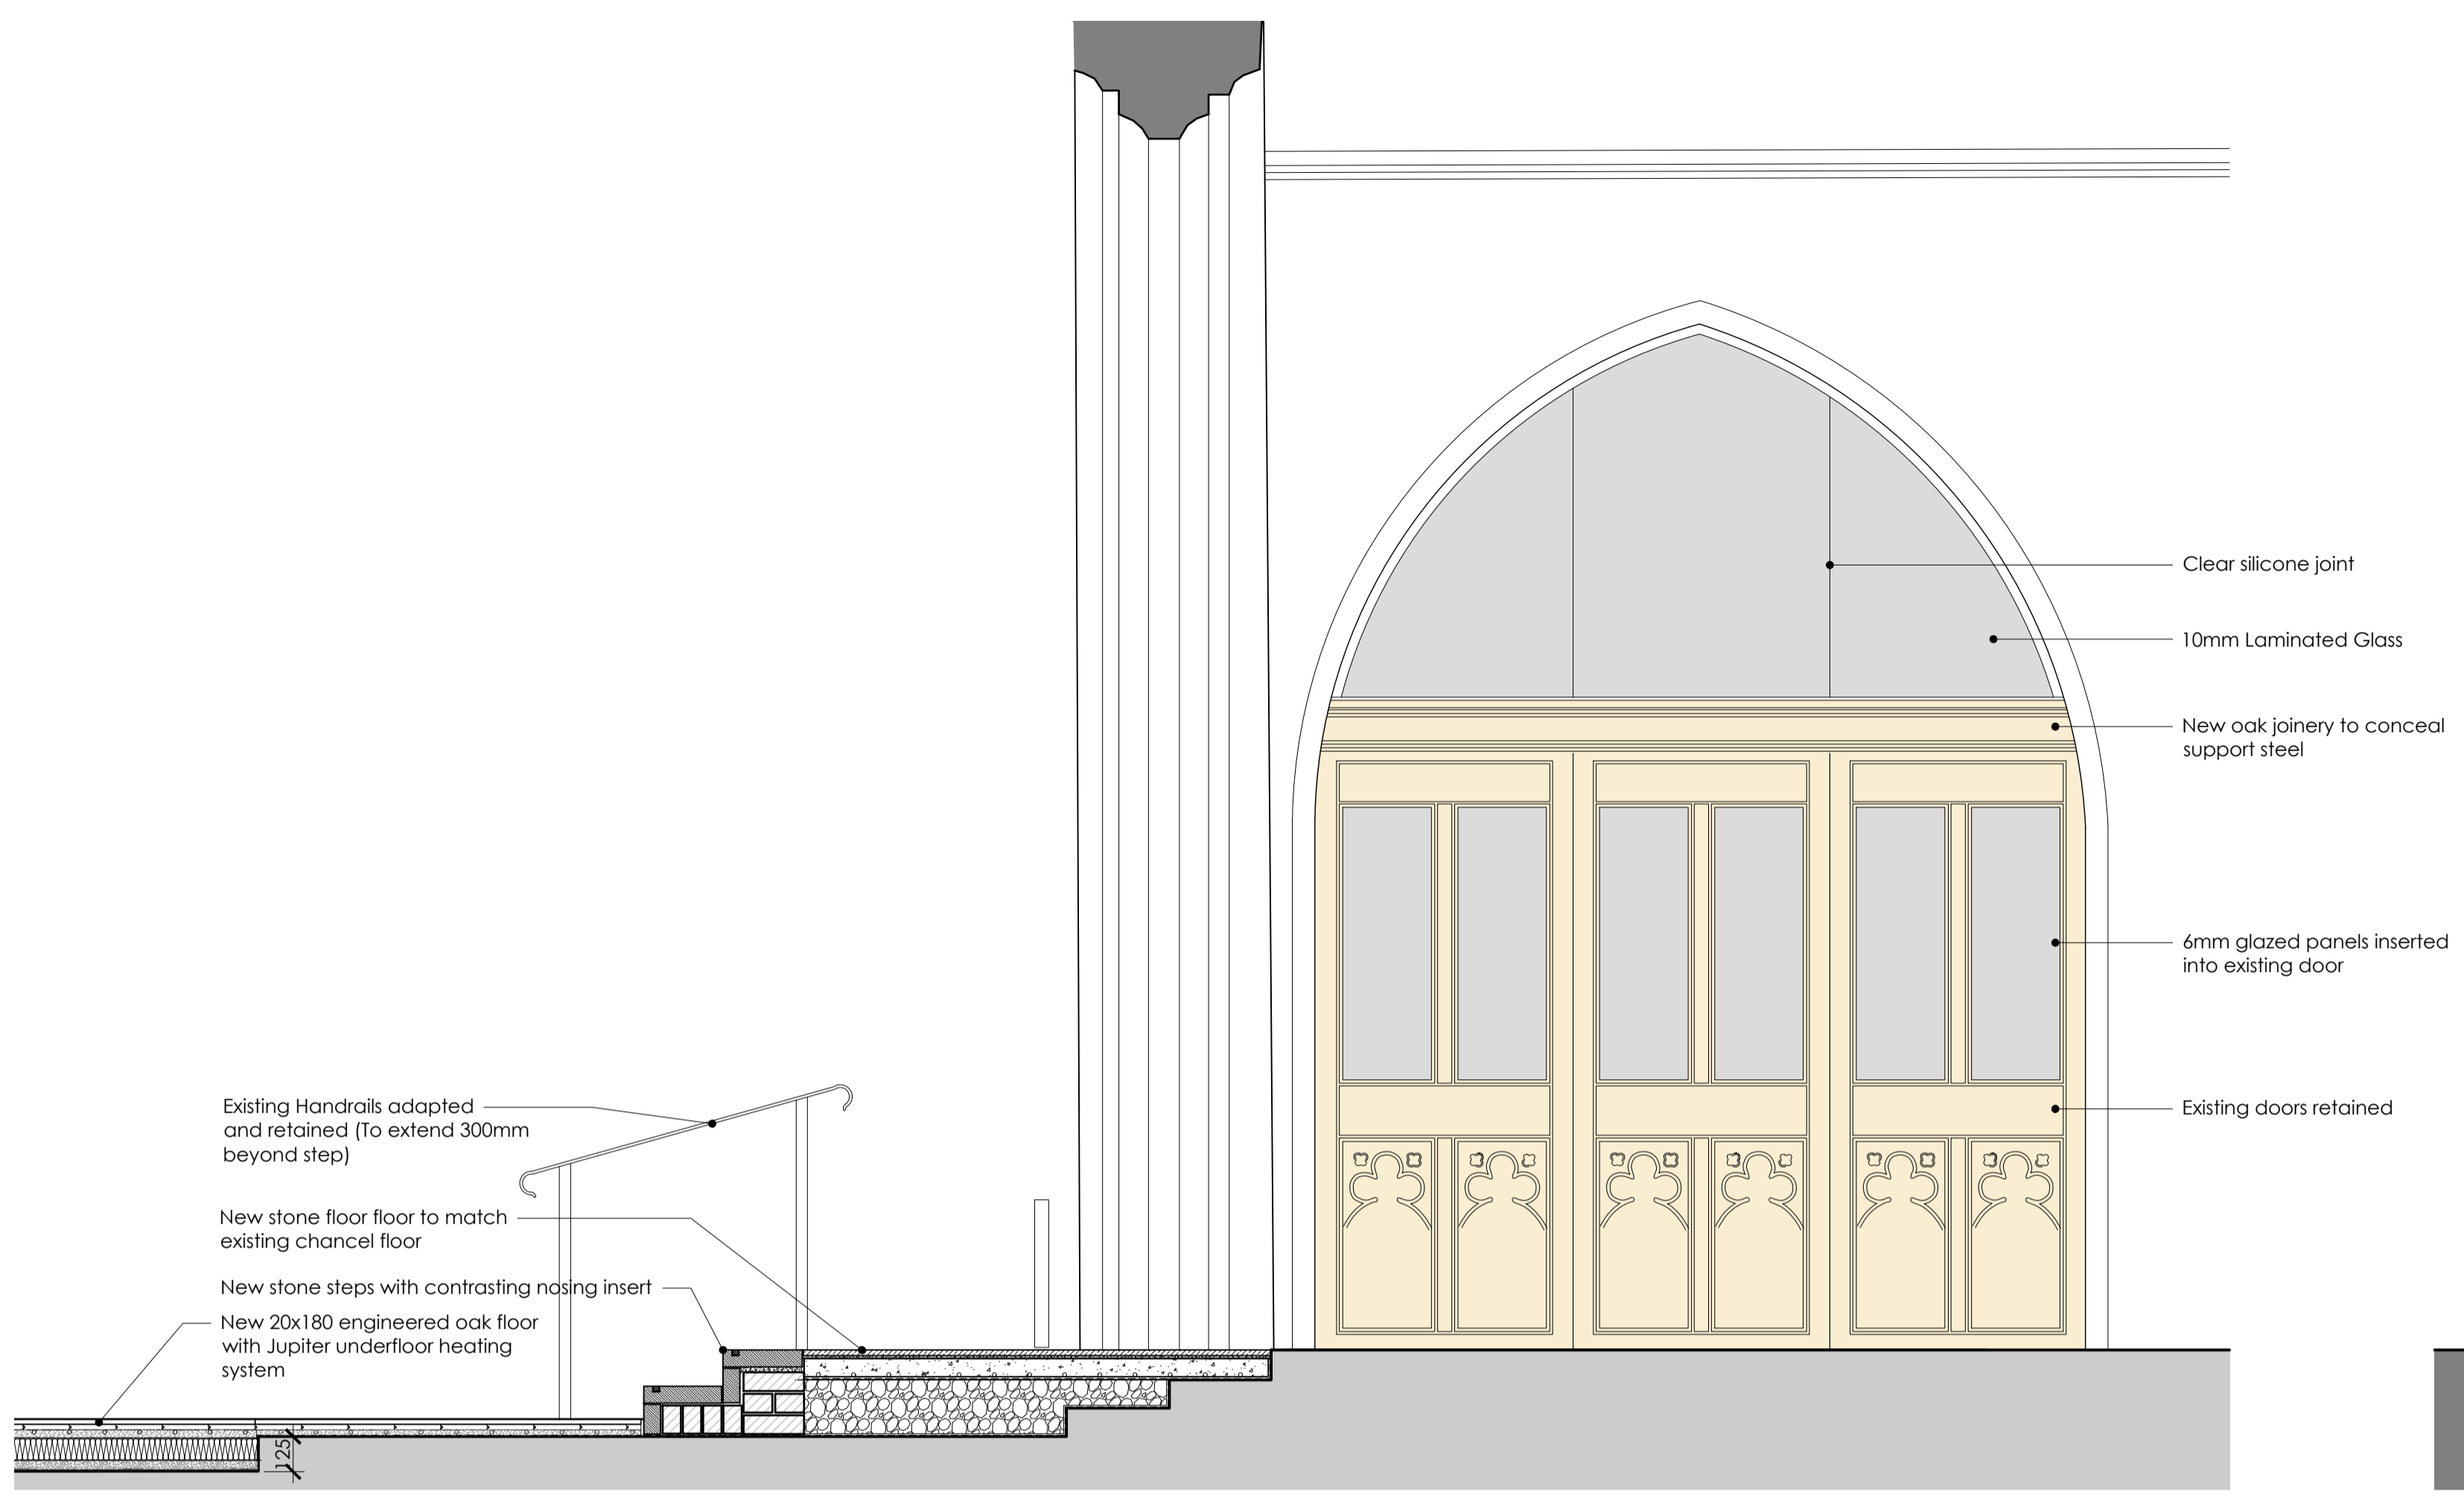 Clear silicone joint
10mm Laminated Glass
New oak joinery to conceal
support steel
6mm glazed panels inserted
into existing door
Existing doors retained
Existing Handrails adapted
and retained (To extend 300mm
beyond step)
New stone floor floor to match
existing chancel floor
New stone steps with contrasting nosing insert
New 20x180 engineered oak floor
with Jupiter underfloor heating
system
125